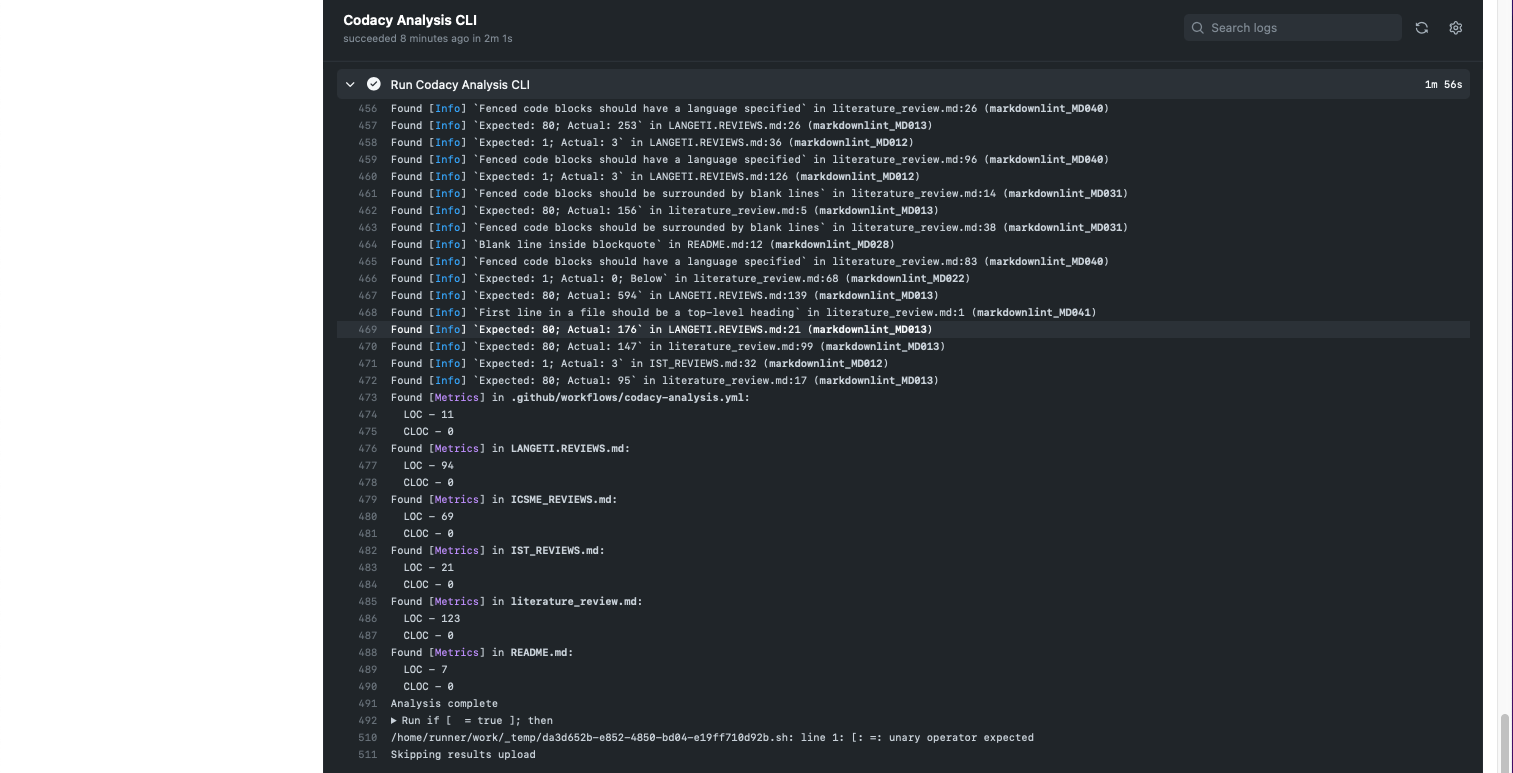 Codacy Analysis CLI
succeeded 8 minutes ago in 2m 1s
Search logs
Run Codacy Analysis CLI 1m 56s
456 Found [Info] `Fenced code blocks should have a language specified` in literature_review.md:26 (markdownlint_MD040)
457 Found [Info] `Expected: 80; Actual: 253` in LANGETI.REVIEWS.md:26 (markdownlint_MD013)
458 Found [Info] `Expected: 1; Actual: 3` in LANGETI.REVIEWS.md:36 (markdownlint_MD012)
459 Found [Info] `Fenced code blocks should have a language specified` in literature_review.md:96 (markdownlint_MD040)
460 Found [Info] `Expected: 1; Actual: 3` in LANGETI.REVIEWS.md:126 (markdownlint_MD012)
461 Found [Info] `Fenced code blocks should be surrounded by blank lines` in literature_review.md:14 (markdownlint_MD031)
462 Found [Info] `Expected: 80; Actual: 156` in literature_review.md:5 (markdownlint_MD013)
463 Found [Info] `Fenced code blocks should be surrounded by blank lines` in literature_review.md:38 (markdownlint_MD031)
464 Found [Info] `Blank line inside blockquote` in README.md:12 (markdownlint_MD028)
465 Found [Info] `Fenced code blocks should have a language specified` in literature_review.md:83 (markdownlint_MD040)
466 Found [Info] `Expected: 1; Actual: 0; Below` in literature_review.md:68 (markdownlint_MD022)
467 Found [Info] `Expected: 80; Actual: 594` in LANGETI.REVIEWS.md:139 (markdownlint_MD013)
468 Found [Info] `First line in a file should be a top-level heading` in literature_review.md:1 (markdownlint_MD041)
469 Found [Info] `Expected: 80; Actual: 176` in LANGETI.REVIEWS.md:21 (markdownlint_MD013)
470 Found [Info] `Expected: 80; Actual: 147` in literature_review.md:99 (markdownlint_MD013)
471 Found [Info] `Expected: 1; Actual: 3` in IST_REVIEWS.md:32 (markdownlint_MD012)
472 Found [Info] `Expected: 80; Actual: 95` in literature_review.md:17 (markdownlint_MD013)
473 Found [Metrics] in .github/workflows/codacy-analysis.yml:
474 LOC – 11
475 CLOC – 0
476 Found [Metrics] in LANGETI.REVIEWS.md:
477 LOC – 94
478 CLOC – 0
479 Found [Metrics] in ICSME_REVIEWS.md:
480 LOC – 69
481 CLOC – 0
482 Found [Metrics] in IST_REVIEWS.md:
483 LOC – 21
484 CLOC – 0
485 Found [Metrics] in literature_review.md:
486 LOC – 123
487 CLOC – 0
488 Found [Metrics] in README.md:
489 LOC – 7
490 CLOC – 0
491 Analysis complete
492 ▶ Run if [  = true ]; then
510 /home/runner/work/_temp/da3d652b-e852-4850-bd04-e19ff710d92b.sh: line 1: [: =: unary operator expected
511 Skipping results upload